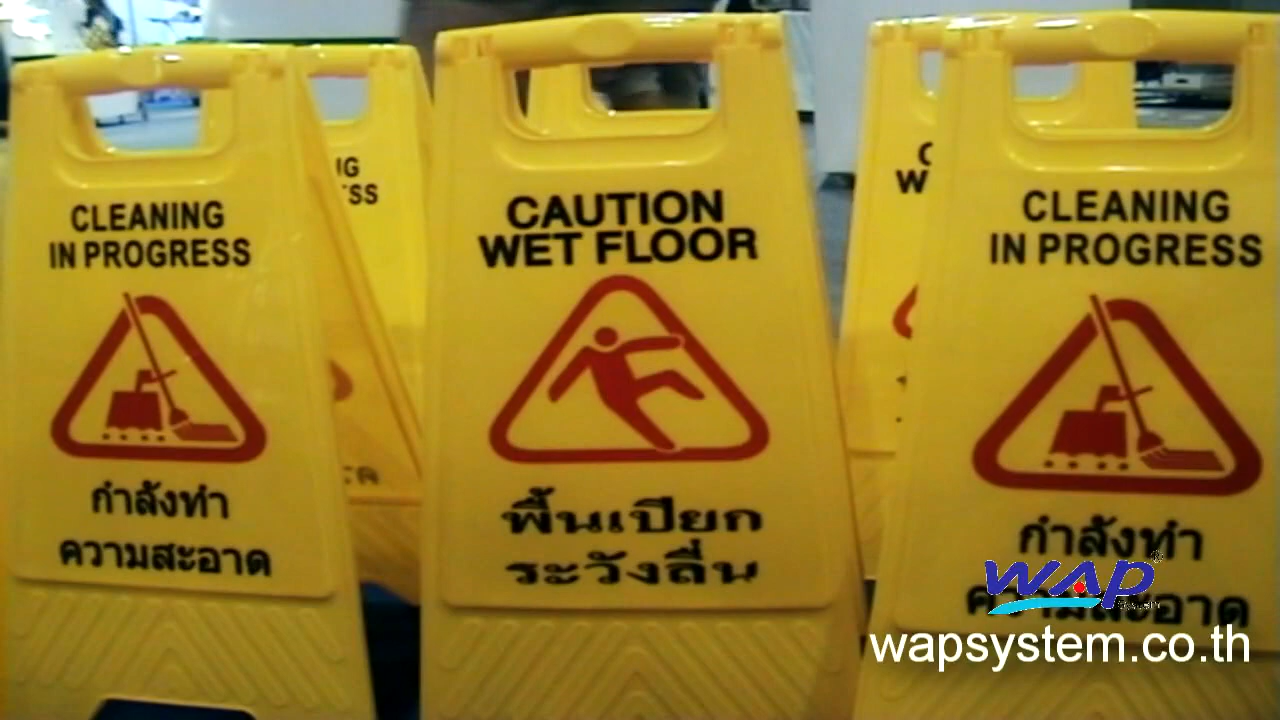 CLEANING
IN PROGRESS
กำลังทำ
ความสะอาด
CAUTION
WET FLOOR
พื้นเปียก
ระวังลื่น
CLEANING
IN PROGRESS
กำลังทำ
ความสะอาด
WAP
wapsystem.co.th